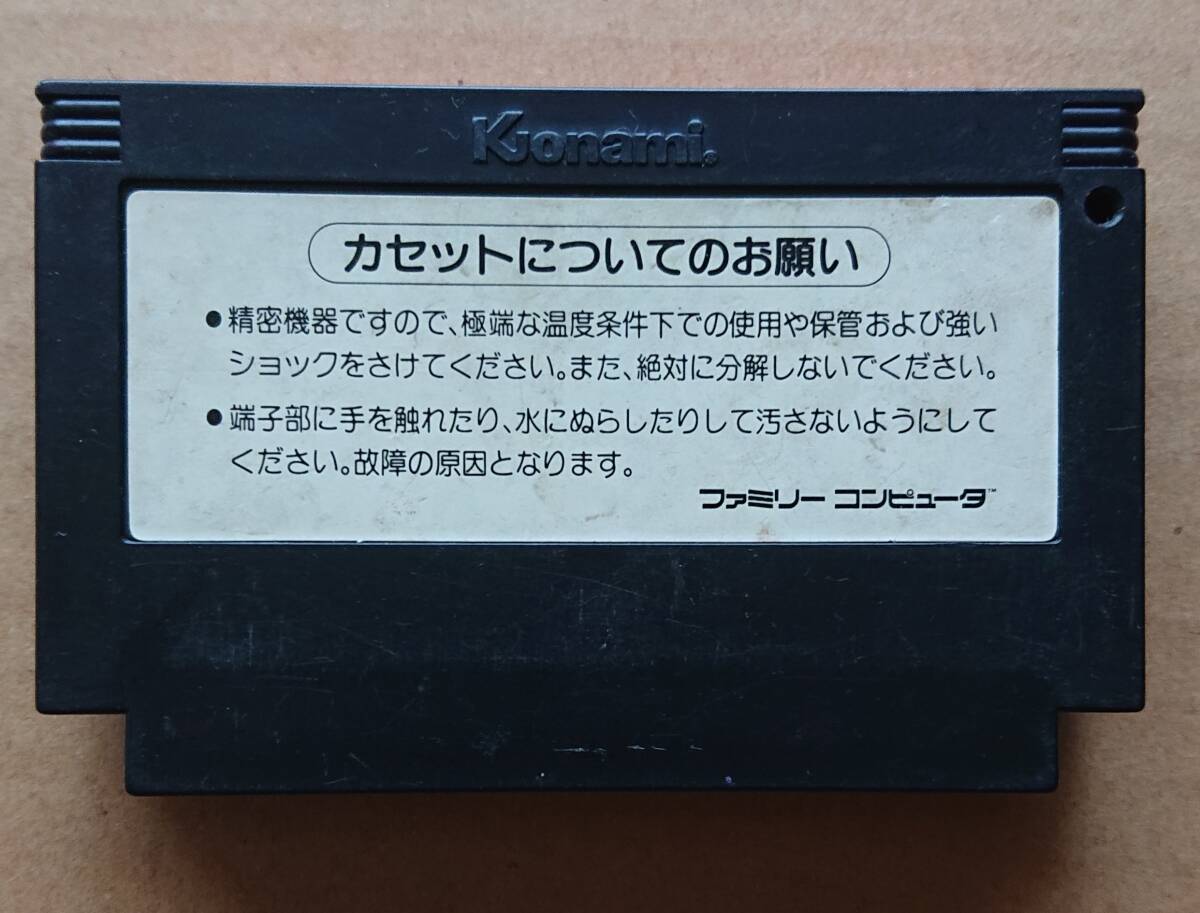 Konami.
カセットについてのお願い
●精密機器ですので、極端な温度条件下での使用や保管および強い
ショックをさけてください。また、絶対に分解しないでください。
●端子部に手を触れたり、水にぬらしたりして汚さないようにして
ください。故障の原因となります。
ファミリー コンピュータ™